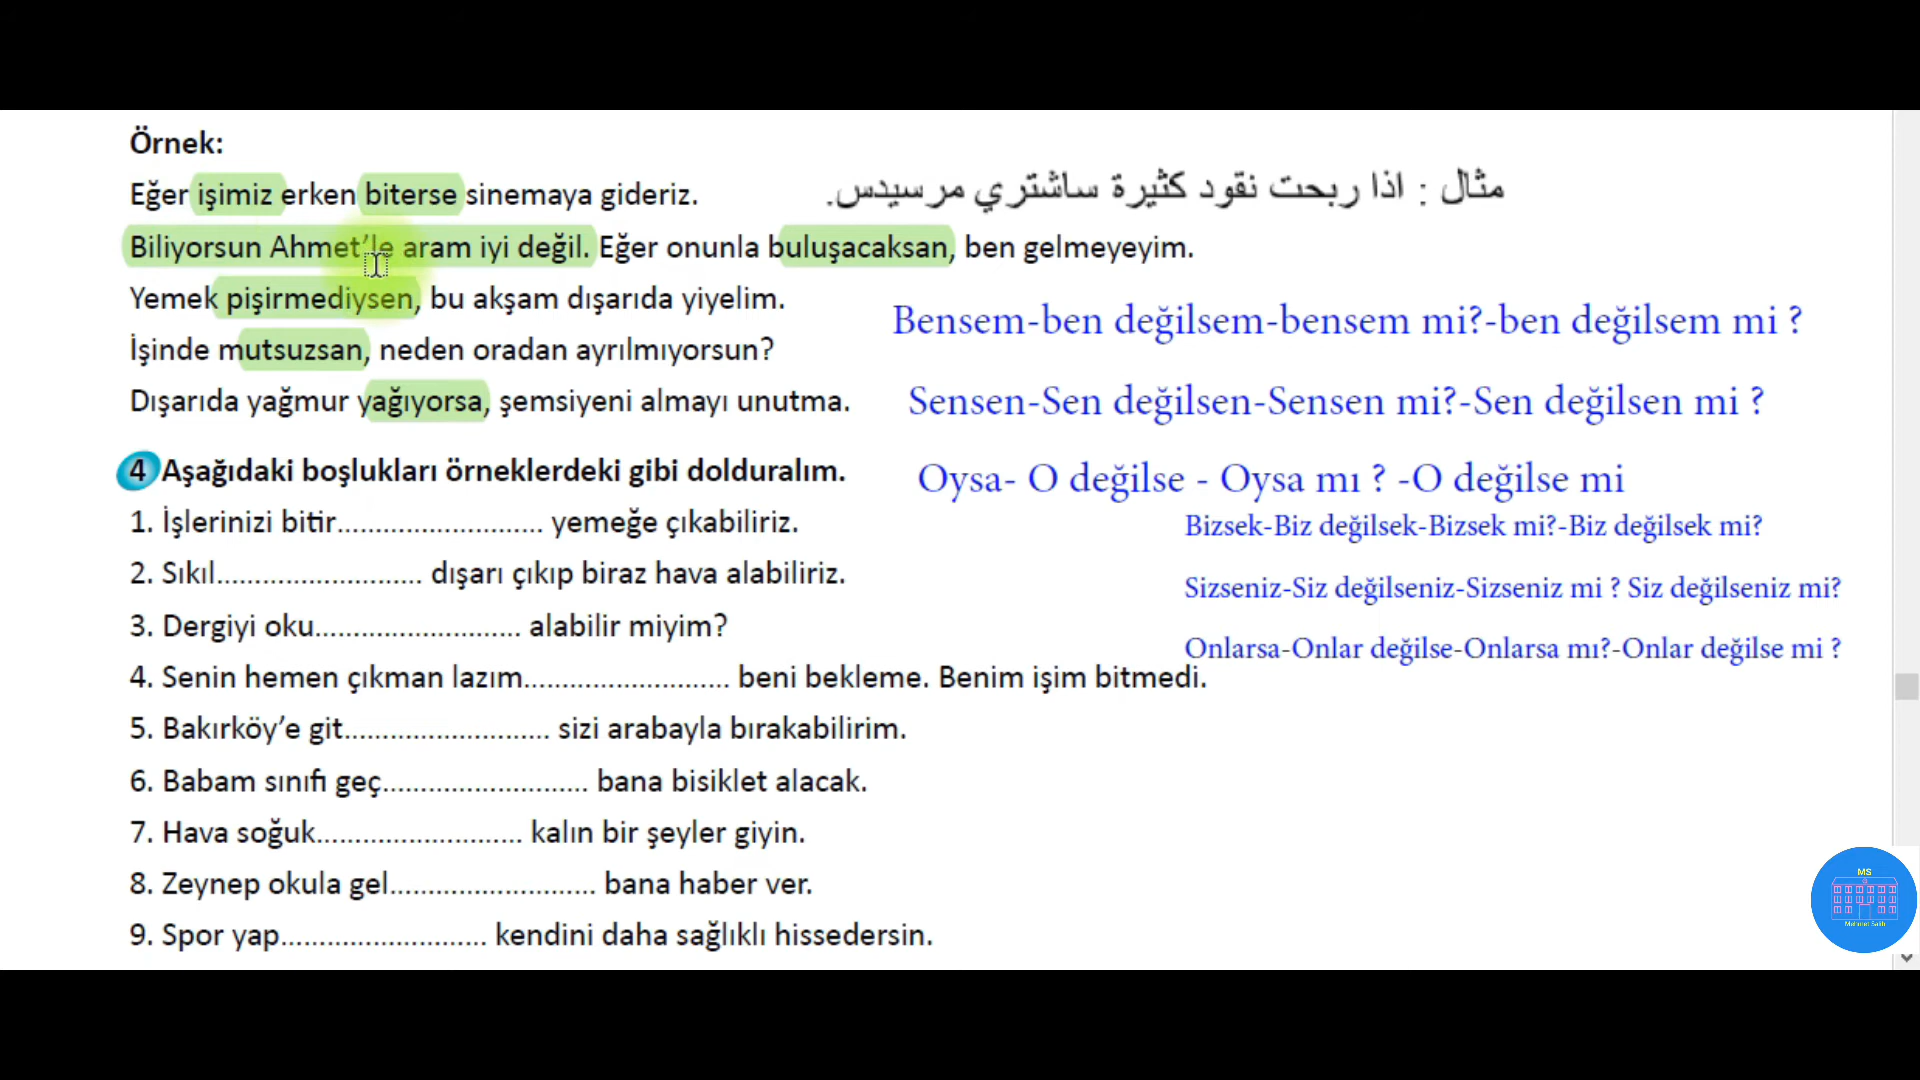 Örnek:
Eğer işimiz erken biterse sinemaya gideriz.
مثال : اذا ربحت نقود كثيرة ساشتري مرسيدس.
Biliyorsun Ahmet’le aram iyi değil. Eğer onunla buluşacaksan, ben gelmeyeyim.
Yemek pişirmediysen, bu akşam dışarıda yiyelim.
Bensem-ben değilsem-bensem mi?-ben değilsem mi ?
İşinde mutsuzsan, neden oradan ayrılmıyorsun?
Dışarıda yağmur yağıyorsa, şemsiyeni almayı unutma.
Sensen-Sen değilsen-Sensen mi?-Sen değilsen mi ?
4 Aşağıdaki boşlukları örneklerdeki gibi dolduralım.
Oysa- O değilse - Oysa mı ? -O değilse mi
1. İşlerinizi bitir.......................... yemeğe çıkabiliriz.
Bizsek-Biz değilsek-Bizsek mi?-Biz değilsek mi?
2. Sıkıl.......................... dışarı çıkıp biraz hava alabiliriz.
Sizseniz-Siz değilseniz-Sizseniz mi ? Siz değilseniz mi?
3. Dergiyi oku.......................... alabilir miyim?
Onlarsa-Onlar değilse-Onlarsa mı?-Onlar değilse mi ?
4. Senin hemen çıkman lazım.......................... beni bekleme. Benim işim bitmedi.
5. Bakırköy’e git.......................... sizi arabayla bırakabilirim.
6. Babam sınıfı geç.......................... bana bisiklet alacak.
7. Hava soğuk.......................... kalın bir şeyler giyin.
8. Zeynep okula gel.......................... bana haber ver.
9. Spor yap.......................... kendini daha sağlıklı hissedersin.
MS
Mehmet Salih